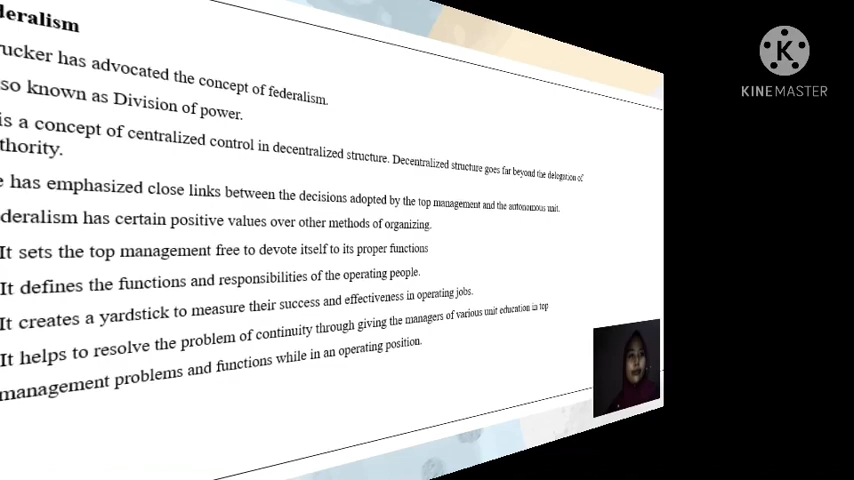 deralism
ucker has advocated the concept of federalism.
so known as Division of power.
is a concept of centralized control in decentralized structure. Decentralized structure goes far beyond the delegation of
thority.
e has emphasized close links between the decisions adopted by the top management and the autonomous unit.
deralism has certain positive values over other methods of organizing.
It sets the top management free to devote itself to its proper functions
It defines the functions and responsibilities of the operating people.
It creates a yardstick to measure their success and effectiveness in operating jobs.
It helps to resolve the problem of continuity through giving the managers of various unit education in top
management problems and functions while in an operating position.
K
KINEMASTER